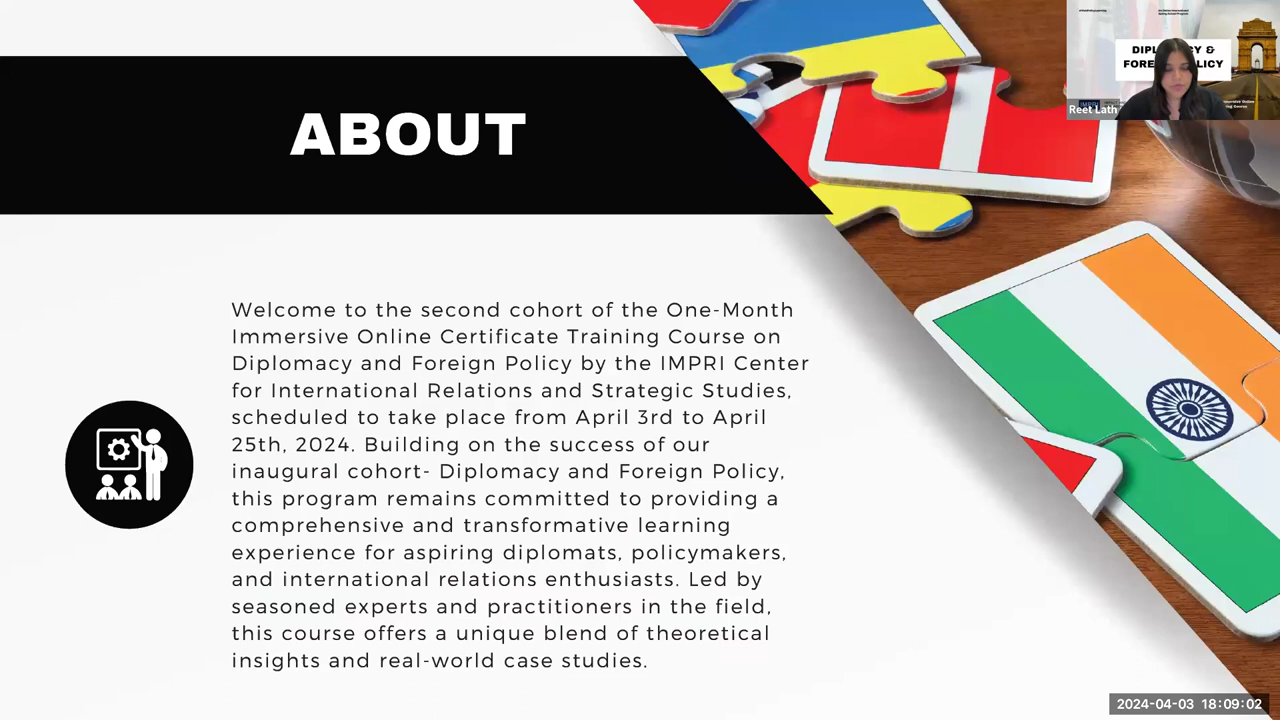 ABOUT
Welcome to the second cohort of the One-Month
Immersive Online Certificate Training Course on
Diplomacy and Foreign Policy by the IMPRI Center
for International Relations and Strategic Studies,
scheduled to take place from April 3rd to April
25th, 2024. Building on the success of our
inaugural cohort- Diplomacy and Foreign Policy,
this program remains committed to providing a
comprehensive and transformative learning
experience for aspiring diplomats, policymakers,
and international relations enthusiasts. Led by
seasoned experts and practitioners in the field,
this course offers a unique blend of theoretical
insights and real-world case studies.
Reet Lath
2024-04-03 18:09:02